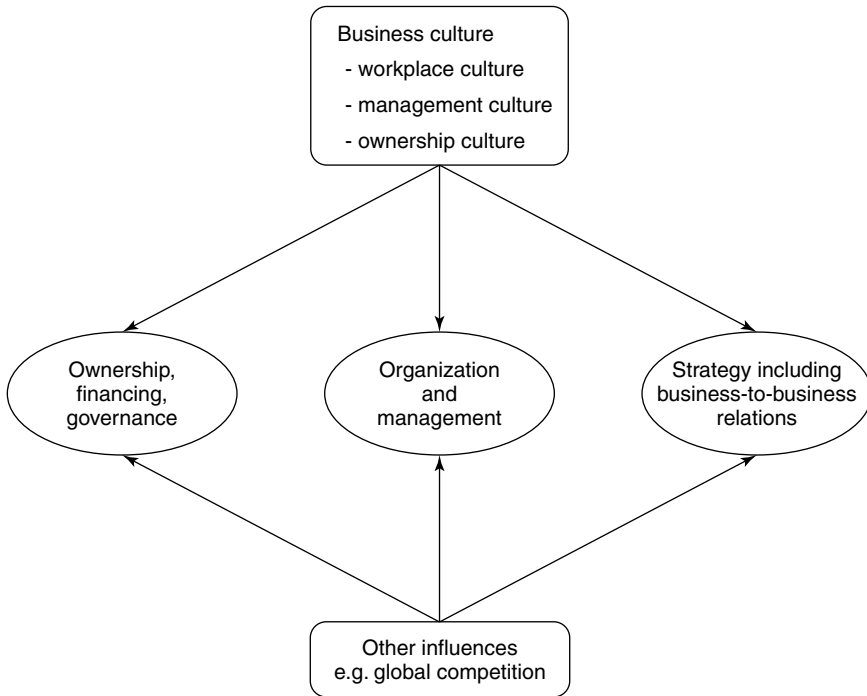 Business culture
- workplace culture
- management culture
- ownership culture
Ownership,
financing,
governance
Organization
and
management
Strategy including
business-to-business
relations
Other influences
e.g. global competition